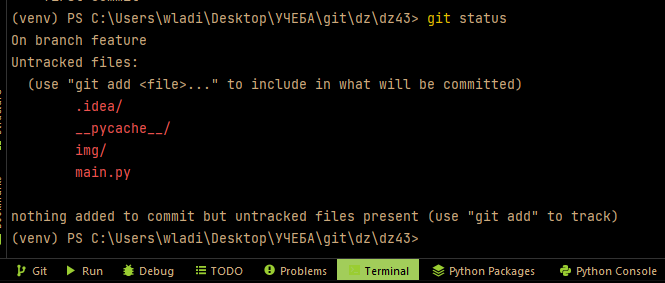 (venv) PS C:\Users\wladi\Desktop\УЧЕБА\git\dz\dz43> git status
On branch feature
Untracked files:
  (use "git add <file>..." to include in what will be committed)
        .idea/
        __pycache__/
        img/
        main.py

nothing added to commit but untracked files present (use "git add" to track)
(venv) PS C:\Users\wladi\Desktop\УЧЕБА\git\dz\dz43>
Git Run Debug TODO Problems Terminal Python Packages Python Console